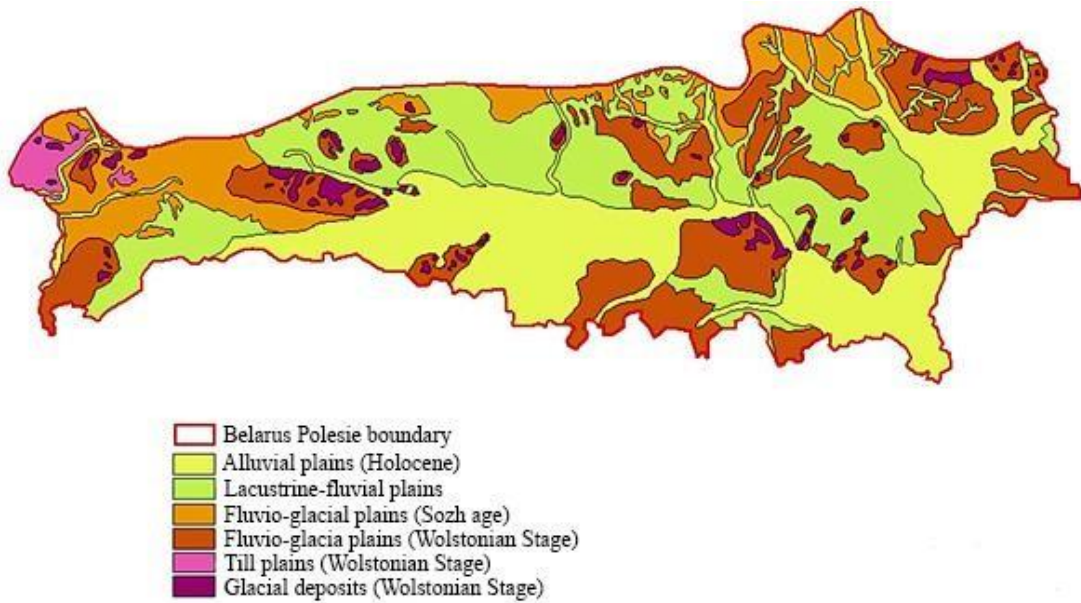 Belarus Polesie boundary
Alluvial plains (Holocene)
Lacustrine-fluvial plains
Fluvio-glacial plains (Sozh age)
Fluvio-glacia plains (Wolstonian Stage)
Till plains (Wolstonian Stage)
Glacial deposits (Wolstonian Stage)